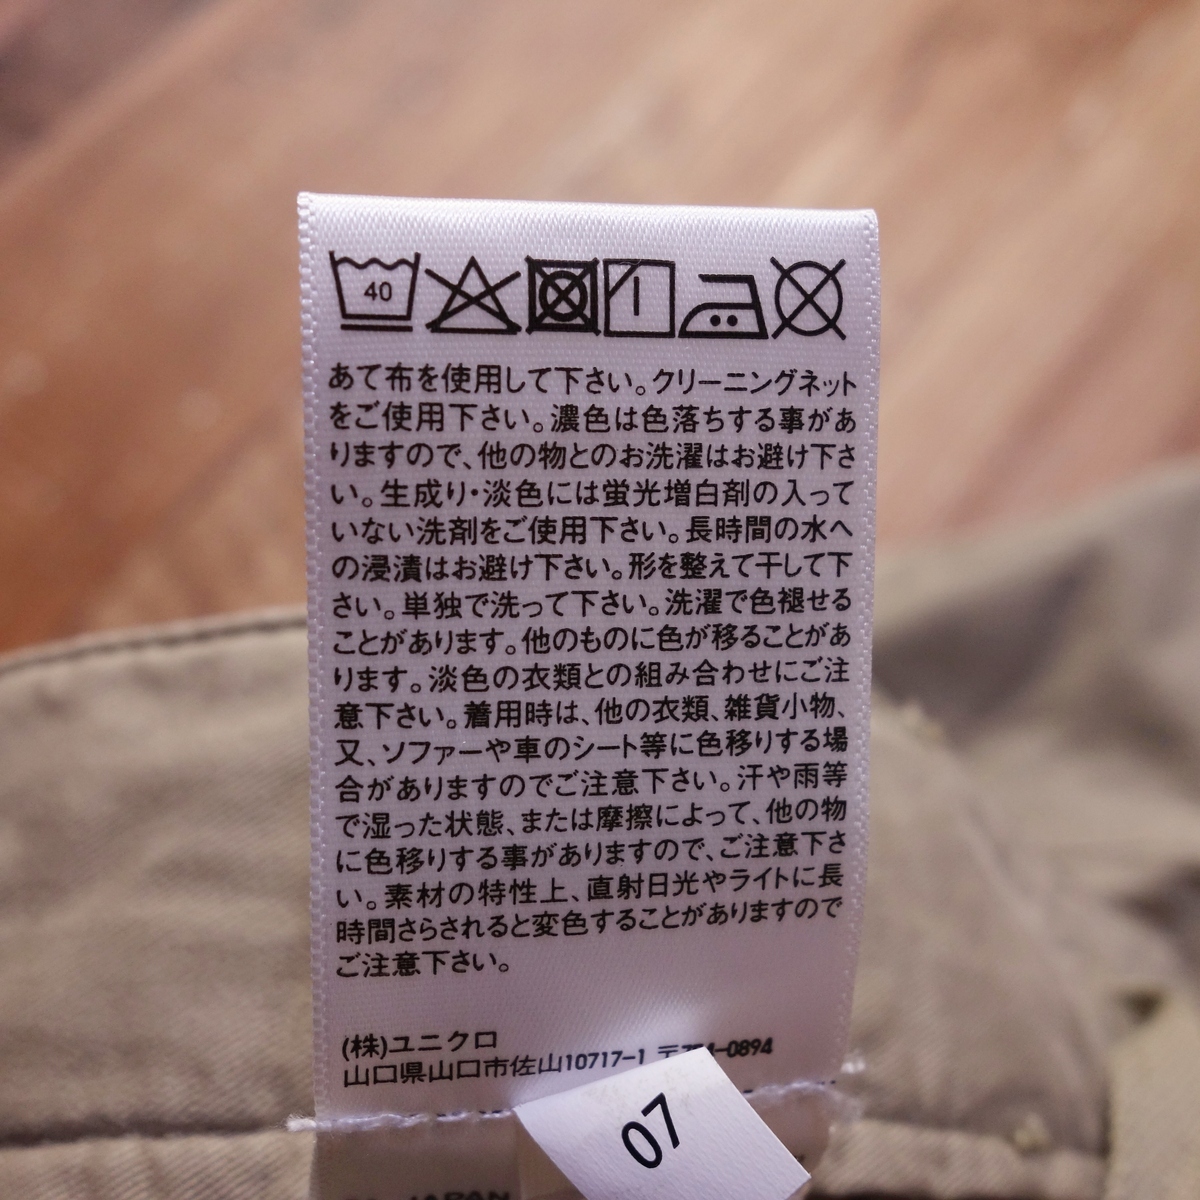 40
あて布を使用して下さい。クリーニングネット
をご使用下さい。濃色は色落ちする事があ
りますので、他の物とのお洗濯はお避け下さ
い。生成り・淡色には蛍光増白剤の入って
いない洗剤をご使用下さい。長時間の水へ
の浸漬はお避け下さい。形を整えて干して下
さい。単独で洗って下さい。洗濯で色褪せる
ことがあります。他のものに色が移ることがあ
ります。淡色の衣類との組み合わせにご注
意下さい。着用時は、他の衣類、雑貨小物、
又、ソファーや車のシート等に色移りする場
合がありますのでご注意下さい。汗や雨等
で湿った状態、または摩擦によって、他の物
に色移りする事がありますので、ご注意下さ
い。素材の特性上、直射日光やライトに長
時間さらされると変色することがありますので
ご注意下さい。
(株)ユニクロ
山口県山口市佐山10717-1 〒754-0894
07
JAPAN